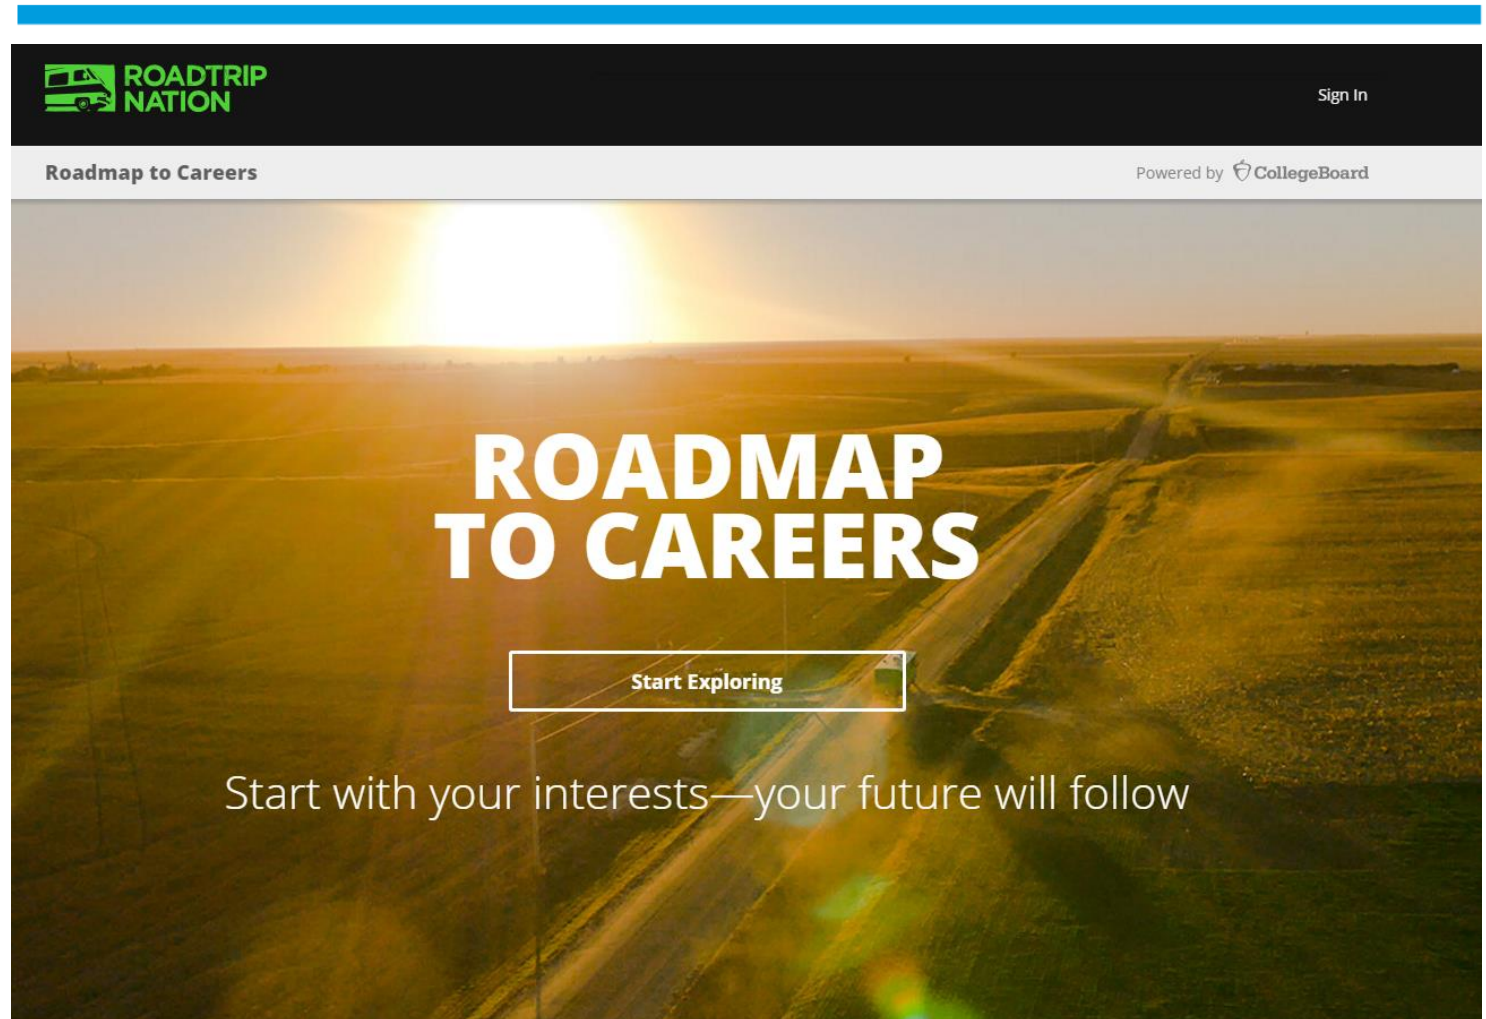 ROADTRIP
NATION
Sign In
Roadmap to Careers
Powered by CollegeBoard
ROADMAP
TO CAREERS
Start Exploring
Start with your interests—your future will follow